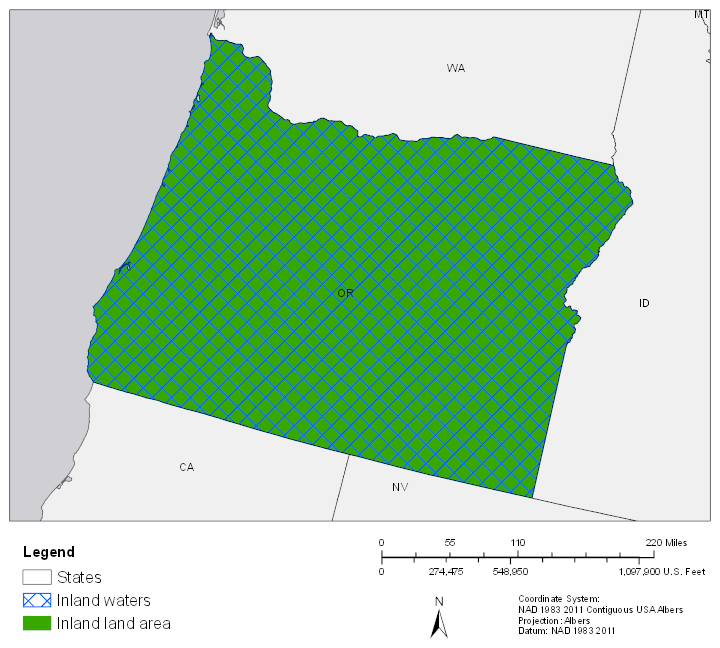 MT
WA
OR
ID
CA
NV
Legend
States
Inland waters
Inland land area
0 55 110 220 Miles
0 274,475 548,950 1,097,900 U.S. Feet
N
Coordinate System:
NAD 1983 2011 Contiguous USA Albers
Projection: Albers
Datum: NAD 1983 2011